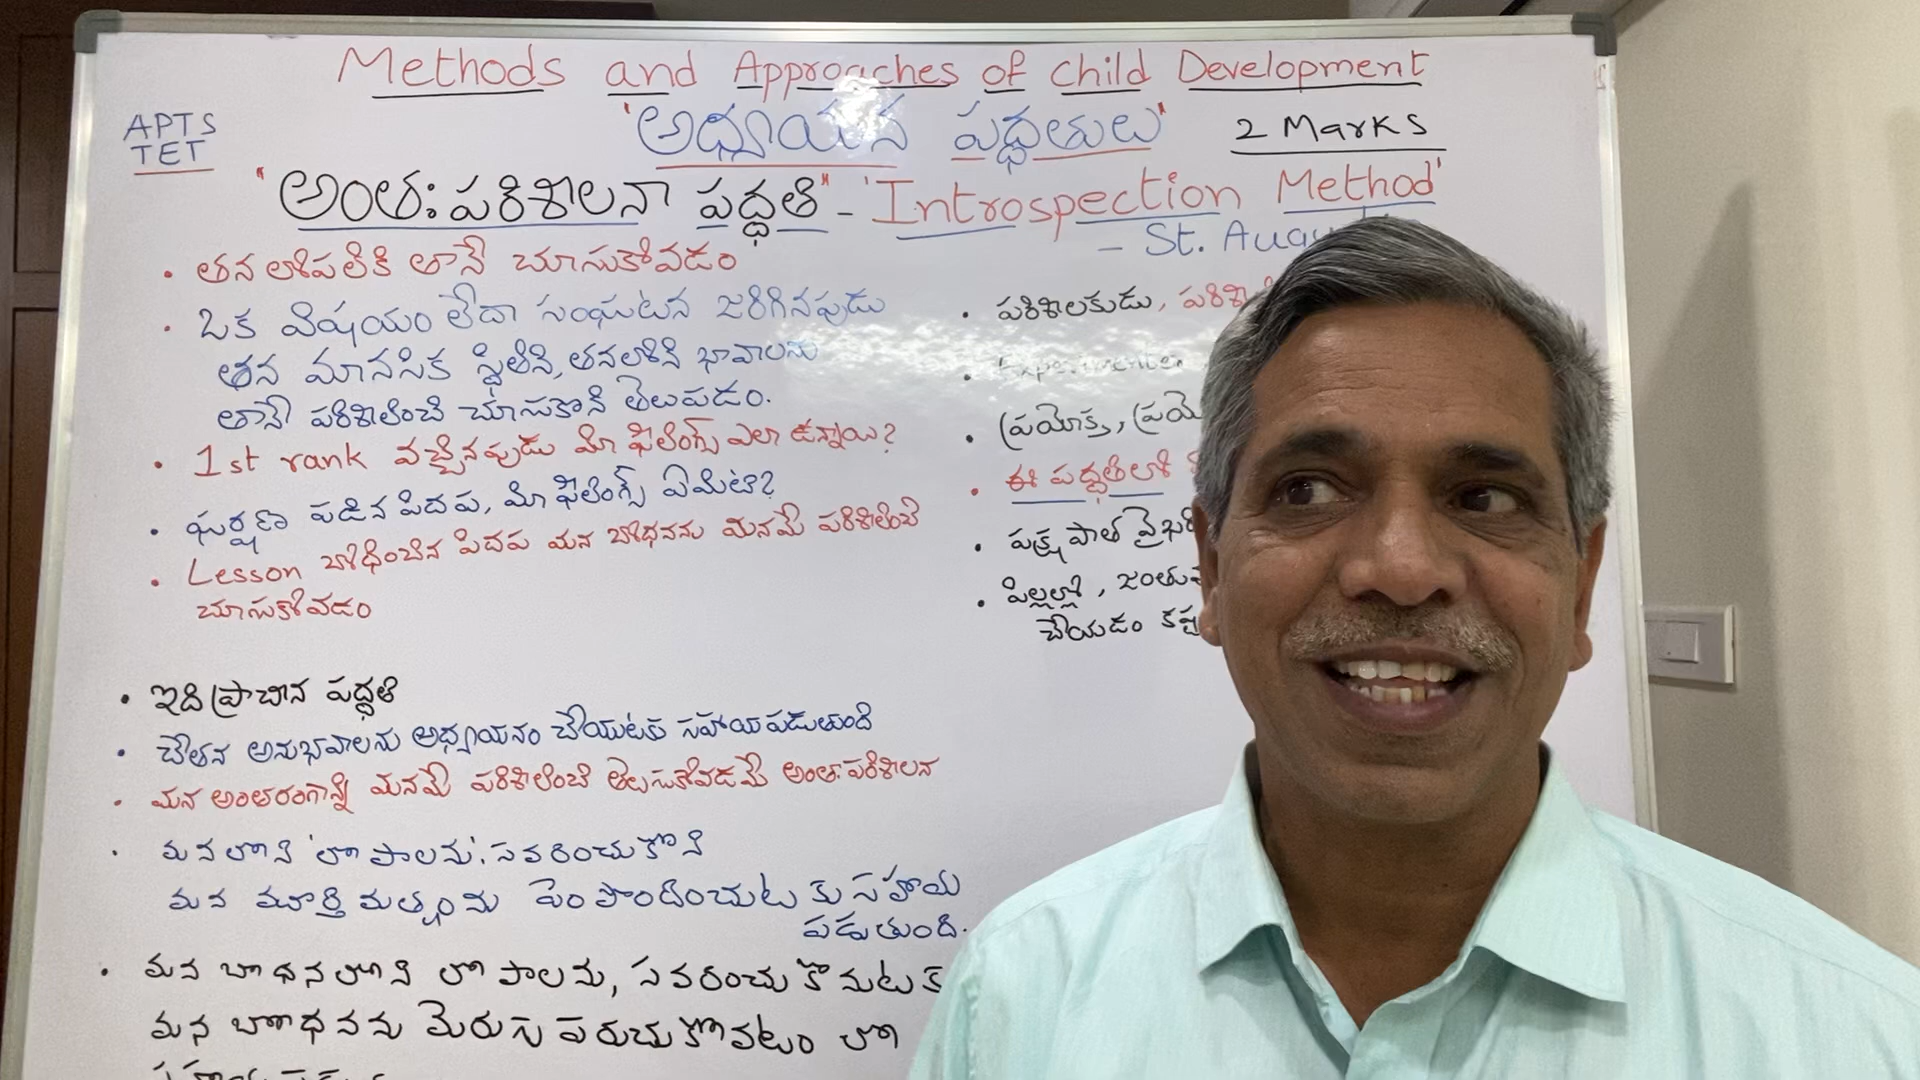 Methods and Approaches of Child Development
APTS
TET
"అధ్యయన పద్ధతులు"
2 Marks
"అంత:పరిశీలనా పద్ధతి" - 'Introspection Method'
- St. Augu
• తన లోపలికి తానే చూసుకోవడం
• ఒక విషయం లేదా సంఘటన జరిగినపుడు
తన మానసిక స్థితిని, తనలోని భావాలను
తానే పరిశీలించి చూసుకొని తెలుపడం.
• 1st rank వచ్చినపుడు మీ ఫీలింగ్స్ ఎలా ఉన్నాయి?
• ఘర్షణ పడిన పిదప, మీ ఫీలింగ్స్ ఏమిటి?
• Lesson బోధించిన పిదప మన బోధనను మనమే పరిశీలించి
చూసుకోవడం
• ఇది ప్రాచీన పద్ధతి
• చేతన అనుభావాలను అధ్యయనం చేయుటకు సహాయపడుతుంది
• మన అంతరంగాన్ని మనమే పరిశీలించి తెలుసుకోవడమే అంత:పరిశీలన
• మనలోని 'లోపాలను'. సవరించుకొని
మన మూర్తిమత్వంను పెంపొందించుటకు సహాయ
పడుతుంది.
• మన బోధనలోని లోపాలను, సవరించుకొనుటకు
మన బోధనను మెరుగుపరుచుకోవటం లో
• పరిశీలకుడు, పరిశీ
• Experimenter
• ప్రయోక్త, ప్రయో
• ఈ పద్ధతిలో
• పక్షపాత వైఖరి
• పిల్లల్లో, జంతువు
చేయడం కష్ట